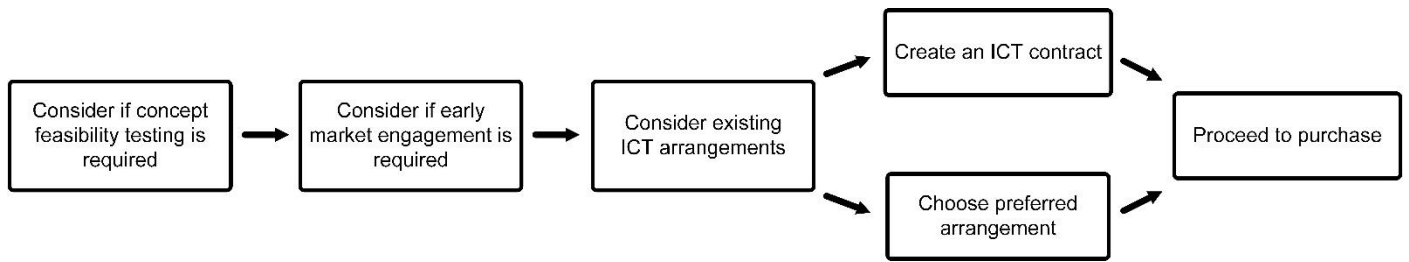 Consider if concept
feasibility testing is
required
Consider if early
market engagement is
required
Consider existing
ICT arrangements
Create an ICT contract
Choose preferred
arrangement
Proceed to purchase